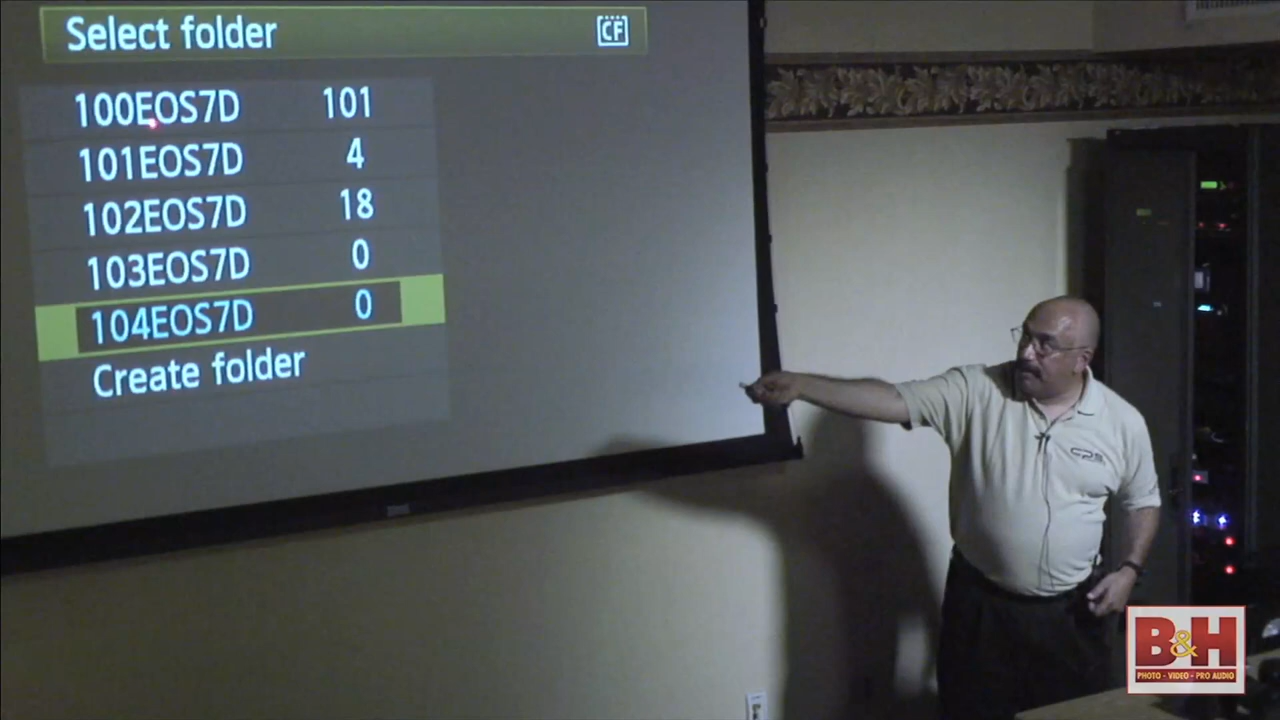 Select folder CF
100EOS7D 101
101EOS7D 4
102EOS7D 18
103EOS7D 0
104EOS7D 0
Create folder
CPS
B&H
PHOTO - VIDEO - PRO AUDIO